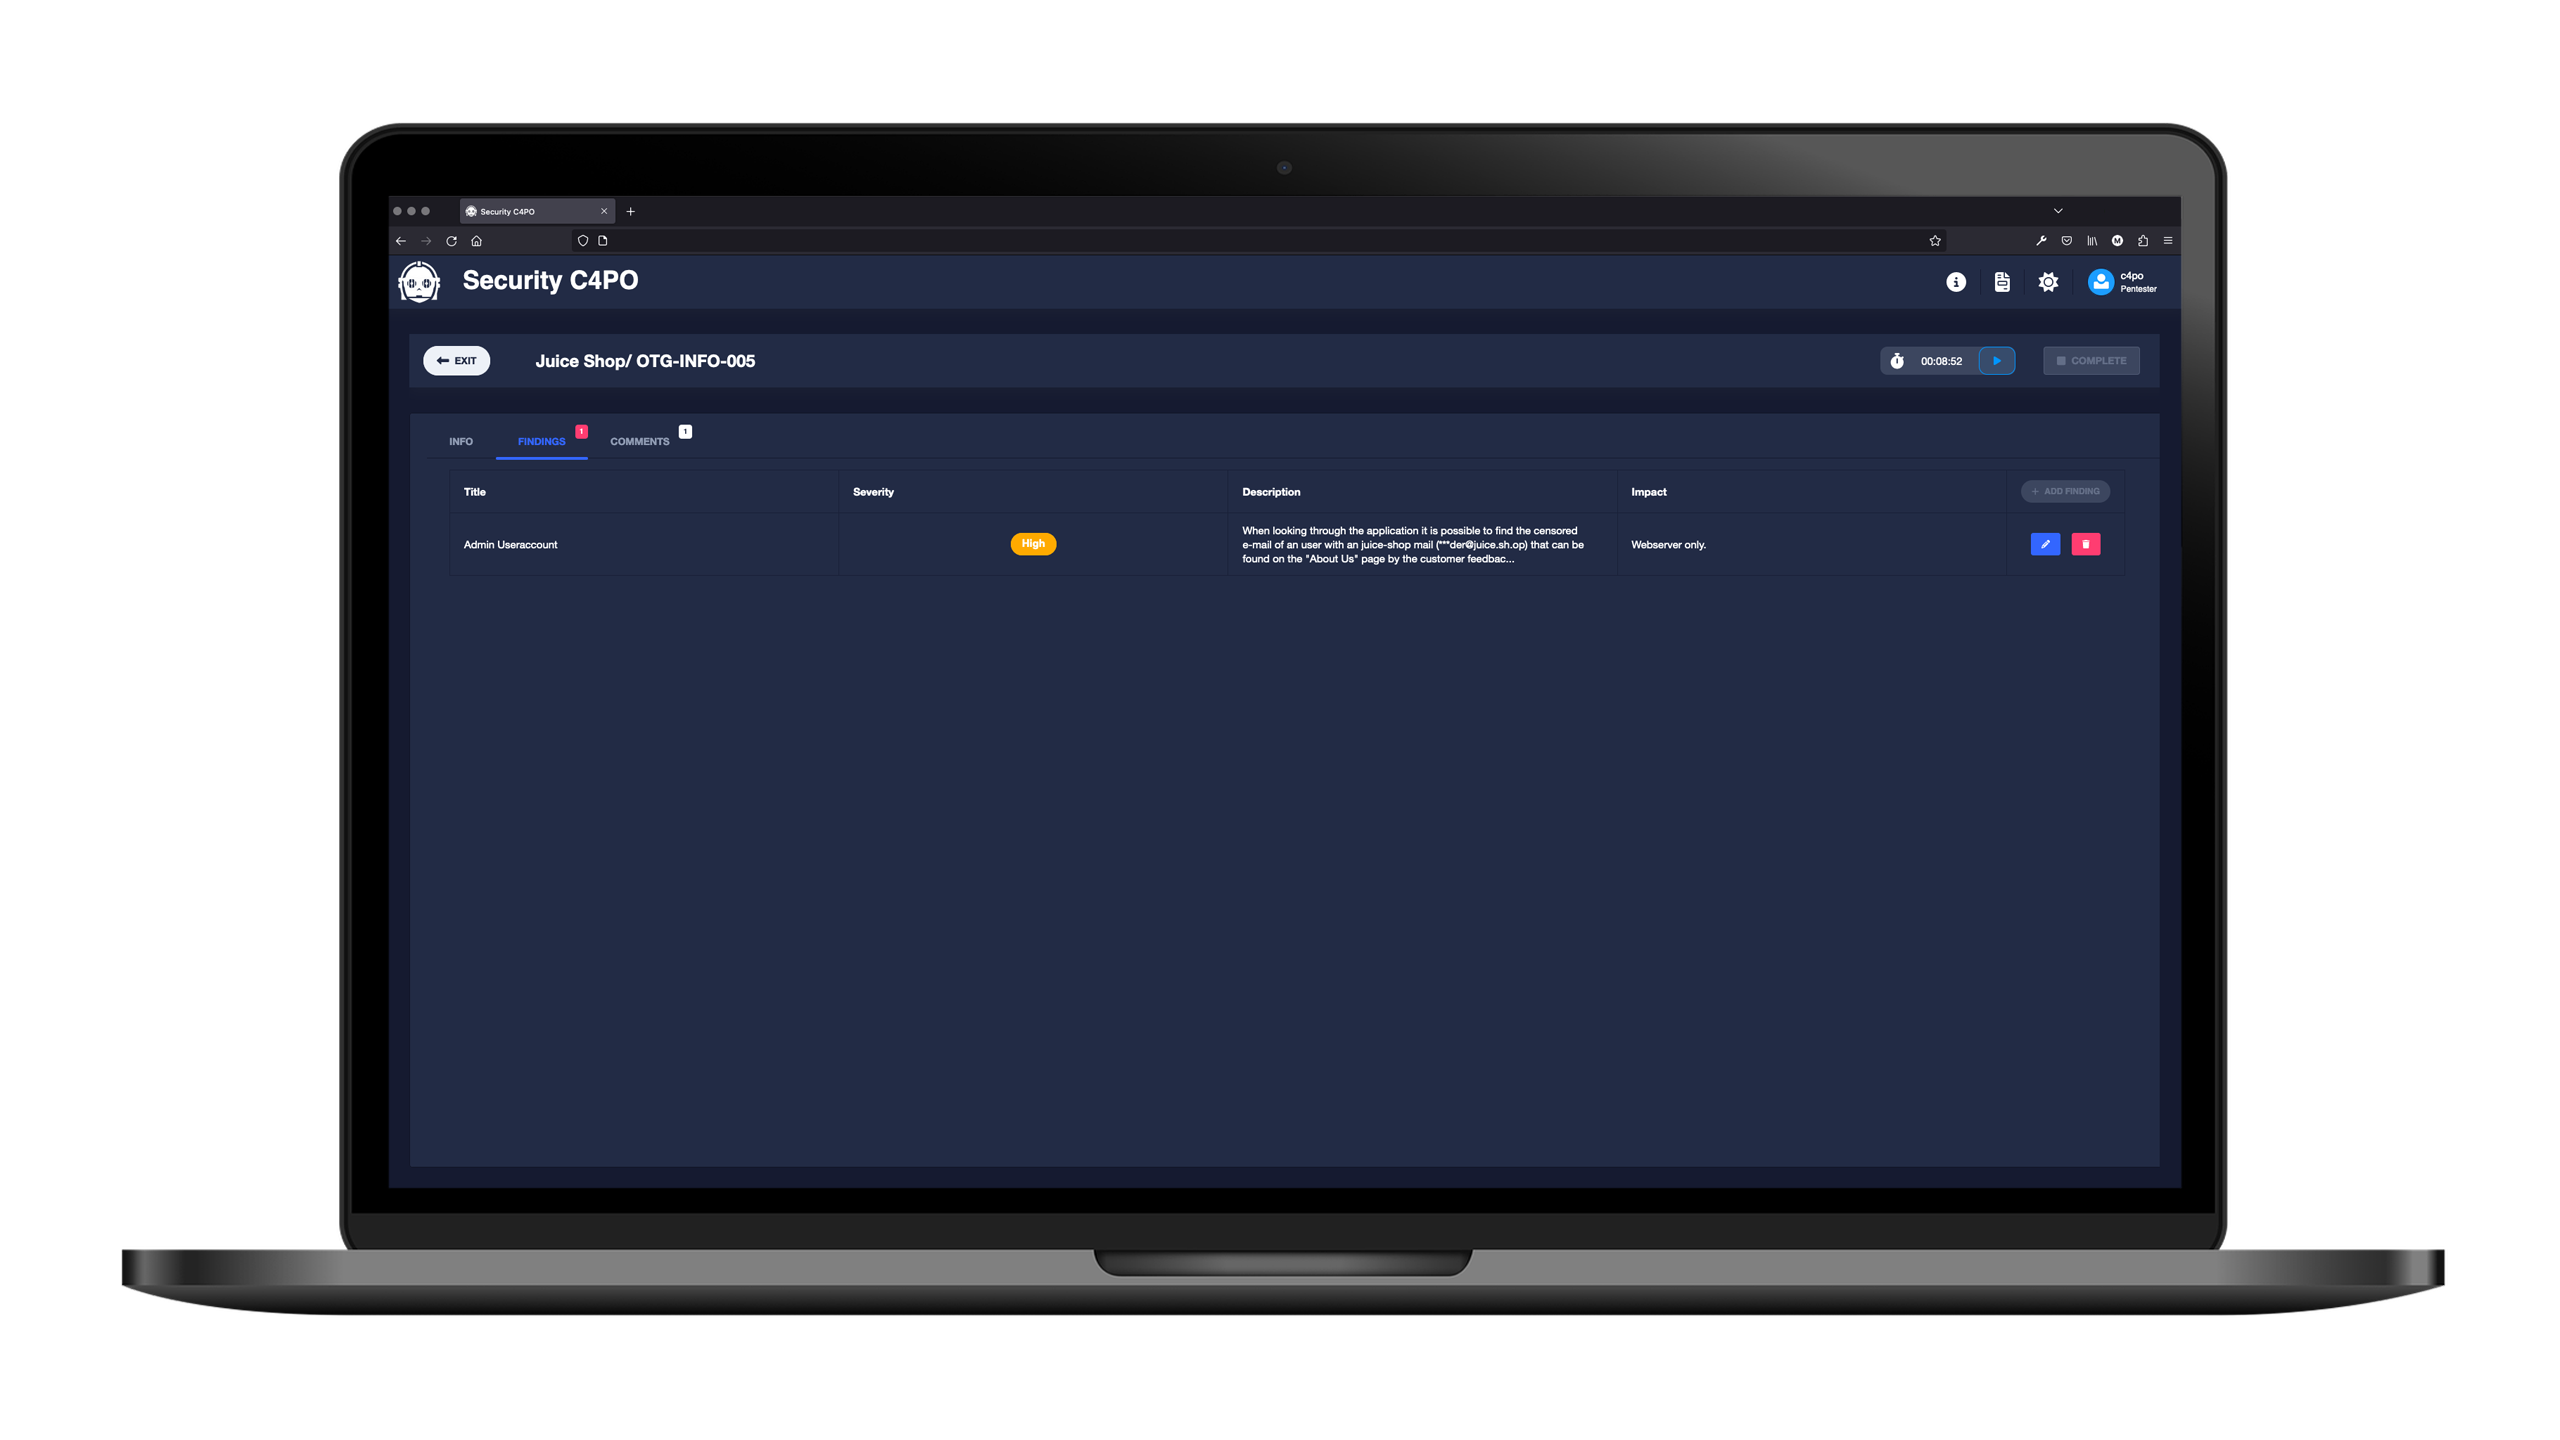 Security C4PO
Security C4PO
c4po
Pentester
EXIT
Juice Shop/ OTG-INFO-005
00:08:52
COMPLETE
INFO
FINDINGS
1
COMMENTS
1
Title
Severity
Description
Impact
+ ADD FINDING
Admin Useraccount
High
When looking through the application it is possible to find the censored
e-mail of an user with an juice-shop mail (***der@juice.sh.op) that can be
found on the "About Us" page by the customer feedbac...
Webserver only.